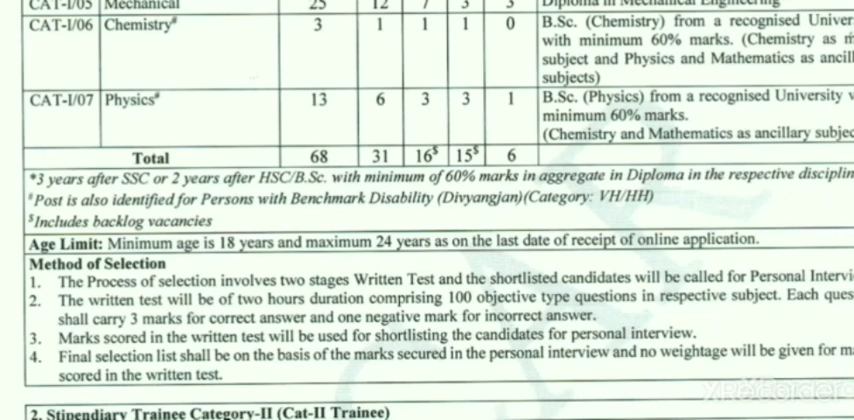 CAT-I/05 Mechanical 25 12 7 3 3 Diploma in Mechanical Engineering
CAT-I/06 Chemistry# 3 1 1 1 0 B.Sc. (Chemistry) from a recognised
with minimum 60% marks. (Chemistry as
subject and Physics and Mathematics as
subjects)
CAT-I/07 Physics# 13 6 3 3 1 B.Sc. (Physics) from a recognised University
minimum 60% marks.
(Chemistry and Mathematics as ancillary
Total 68 31 16$ 15$ 6
*3 years after SSC or 2 years after HSC/B.Sc. with minimum of 60% marks in aggregate in Diploma in the respective
#Post is also identified for Persons with Benchmark Disability (Divyangjan)(Category: VH/HH)
$Includes backlog vacancies
Age Limit: Minimum age is 18 years and maximum 24 years as on the last date of receipt of online application.
Method of Selection
1. The Process of selection involves two stages Written Test and the shortlisted candidates will be called for Personal
2. The written test will be of two hours duration comprising 100 objective type questions in respective subject. Each
shall carry 3 marks for correct answer and one negative mark for incorrect answer.
3. Marks scored in the written test will be used for shortlisting the candidates for personal interview.
4. Final selection list shall be on the basis of the marks secured in the personal interview and no weightage will be given for
scored in the written test.
2. Stipendiary Trainee Category-II (Cat-II Trainee)
XRecorder